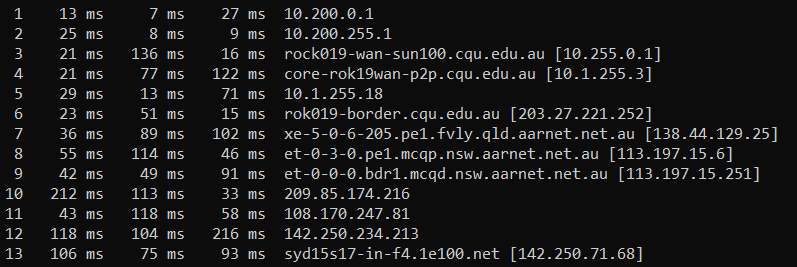 1 13 ms 7 ms 27 ms 10.200.0.1
2 25 ms 8 ms 9 ms 10.200.255.1
3 21 ms 136 ms 16 ms rock019-wan-sun100.cqu.edu.au [10.255.0.1]
4 21 ms 77 ms 122 ms core-rok19wan-p2p.cqu.edu.au [10.1.255.3]
5 29 ms 13 ms 71 ms 10.1.255.18
6 23 ms 51 ms 15 ms rok019-border.cqu.edu.au [203.27.221.252]
7 36 ms 89 ms 102 ms xe-5-0-6-205.pe1.fvly.qld.aarnet.net.au [138.44.129.25]
8 55 ms 114 ms 46 ms et-0-3-0.pe1.mcqp.nsw.aarnet.net.au [113.197.15.6]
9 42 ms 49 ms 91 ms et-0-0-0.bdr1.mcqd.nsw.aarnet.net.au [113.197.15.251]
10 212 ms 113 ms 33 ms 209.85.174.216
11 43 ms 118 ms 58 ms 108.170.247.81
12 118 ms 104 ms 216 ms 142.250.234.213
13 106 ms 75 ms 93 ms syd15s17-in-f4.1e100.net [142.250.71.68]